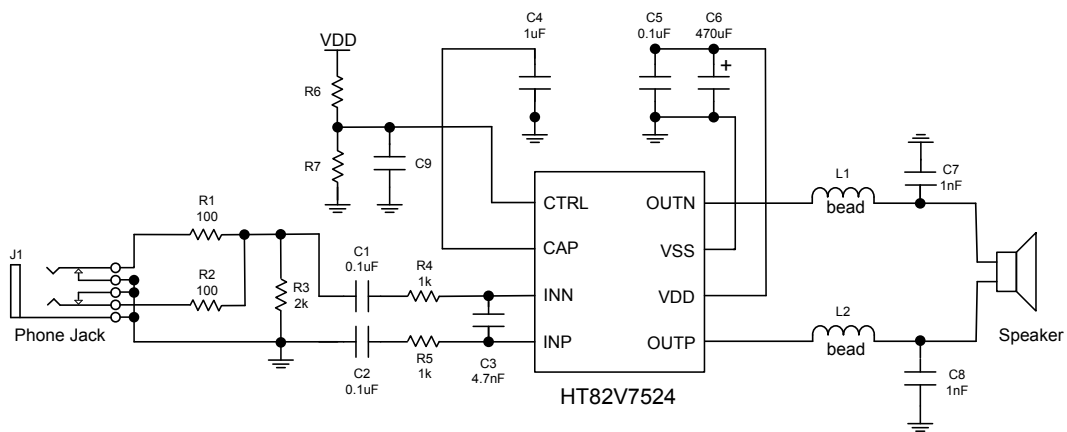 C4
1uF
C5
0.1uF
C6
470uF
+
VDD
R6
R7
C9
CTRL
CAP
INN
INP
OUTN
VSS
VDD
OUTP
HT82V7524
L1
bead
C7
1nF
R1
100
J1
R2
100
R3
2k
C1
0.1uF
R4
1k
Phone Jack
C2
0.1uF
R5
1k
C3
4.7nF
L2
bead
Speaker
C8
1nF